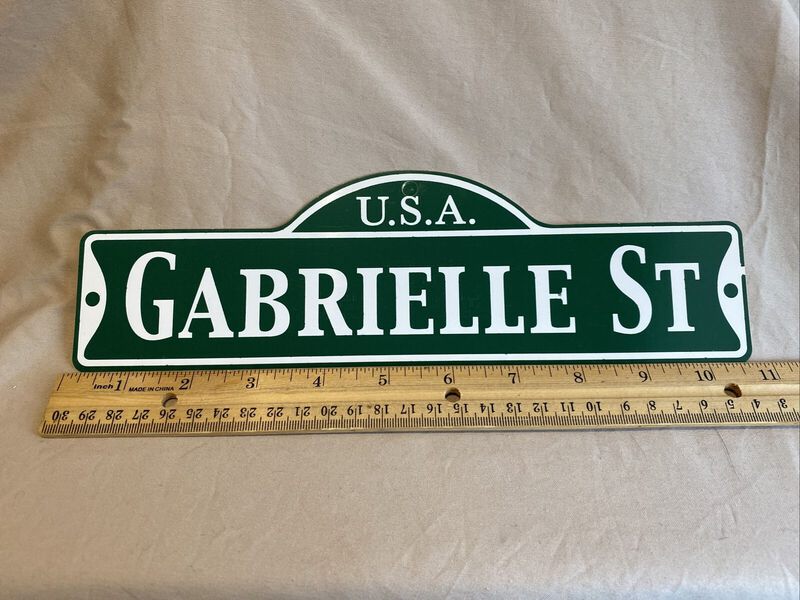 U.S.A.
GABRIELLE ST
Inch 1 MADE IN CHINA 2 3 4 5 6 7 8 9 10 11
30 29 28 27 26 25 24 23 22 21 20 19 18 17 16 15 14 13 12 11 10 9 8 7 6 5 4 3